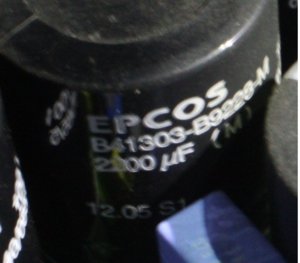 EPCOS
B41303-B9228-M
2200 µF (M)
12.05 S1